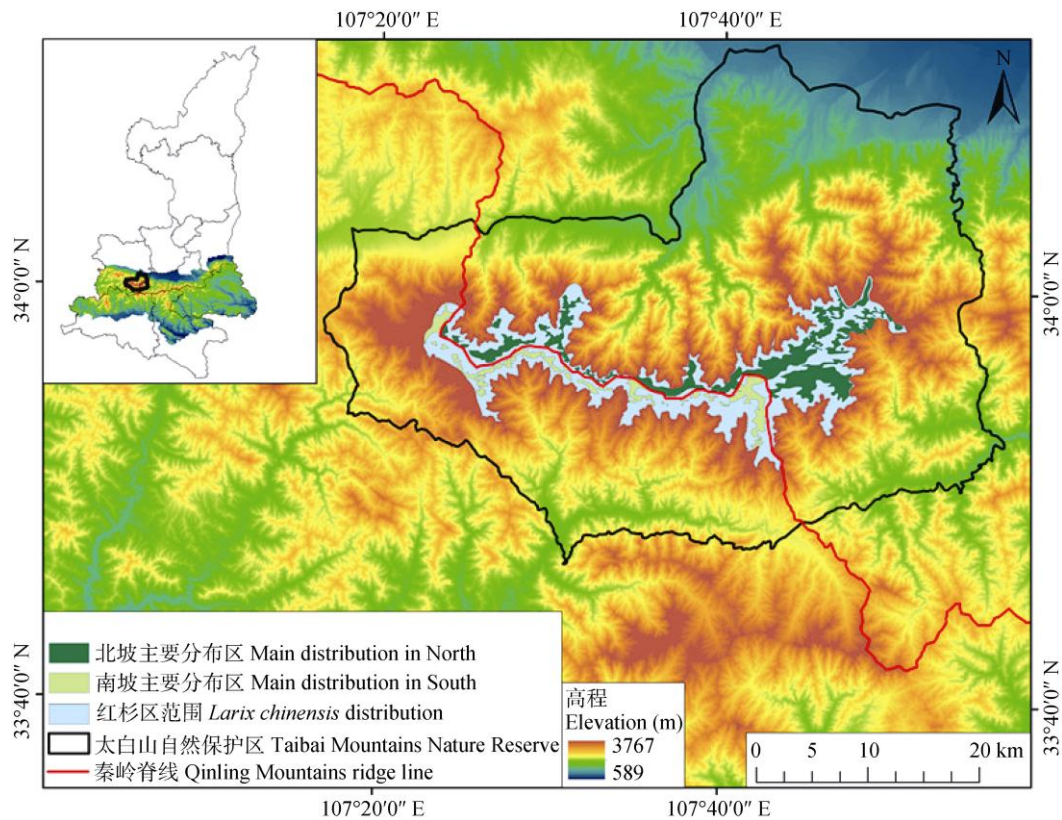 107°20′0″ E
107°40′0″ E
N
34°0′0″ N
34°0′0″ N
北坡主要分布区 Main distribution in North
南坡主要分布区 Main distribution in South
红杉区范围 Larix chinensis distribution
太白山自然保护区 Taibai Mountains Nature Reserve
秦岭脊线 Qinling Mountains ridge line
高程
Elevation (m)
3767
589
0 5 10 20 km
33°40′0″ N
33°40′0″ N
107°20′0″ E
107°40′0″ E